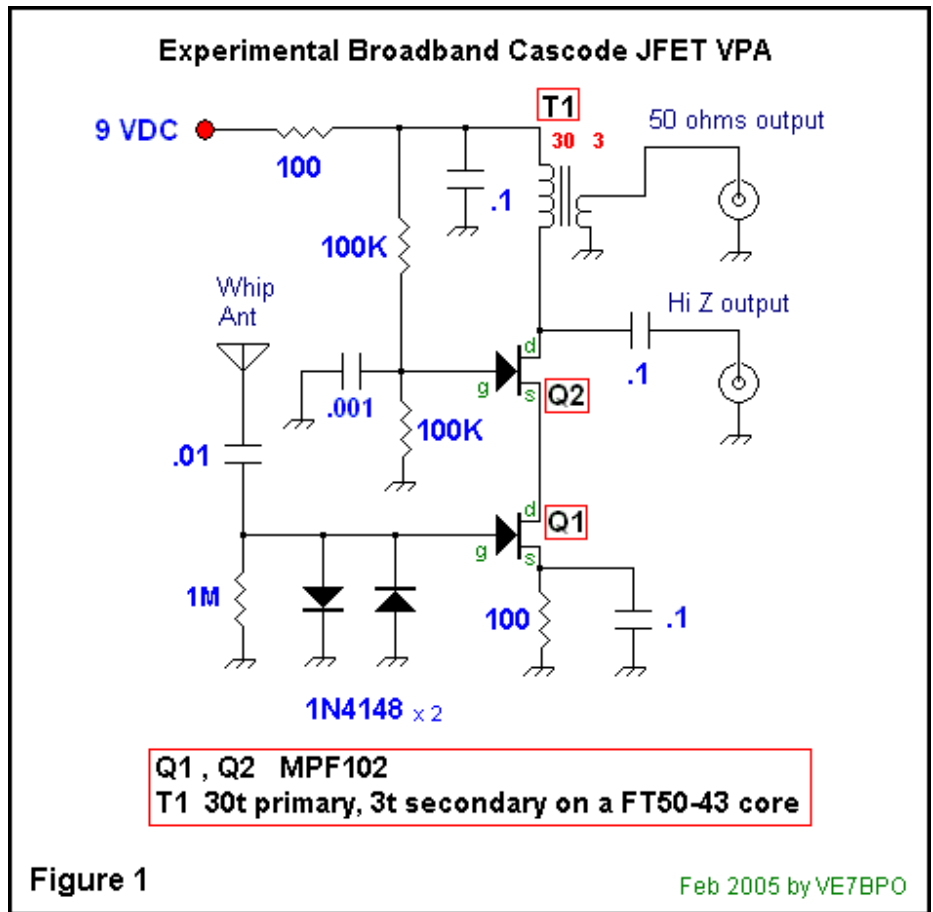 Experimental Broadband Cascode JFET VPA
T1
30 3
50 ohms output
9 VDC
100
.1
100K
Whip
Ant
Hi Z output
d
.1
g
s
Q2
.001
100K
.01
d
Q1
g
s
1M
100
.1
1N4148 x 2
Q1 , Q2 MPF102
T1 30t primary, 3t secondary on a FT50-43 core
Figure 1
Feb 2005 by VE7BPO